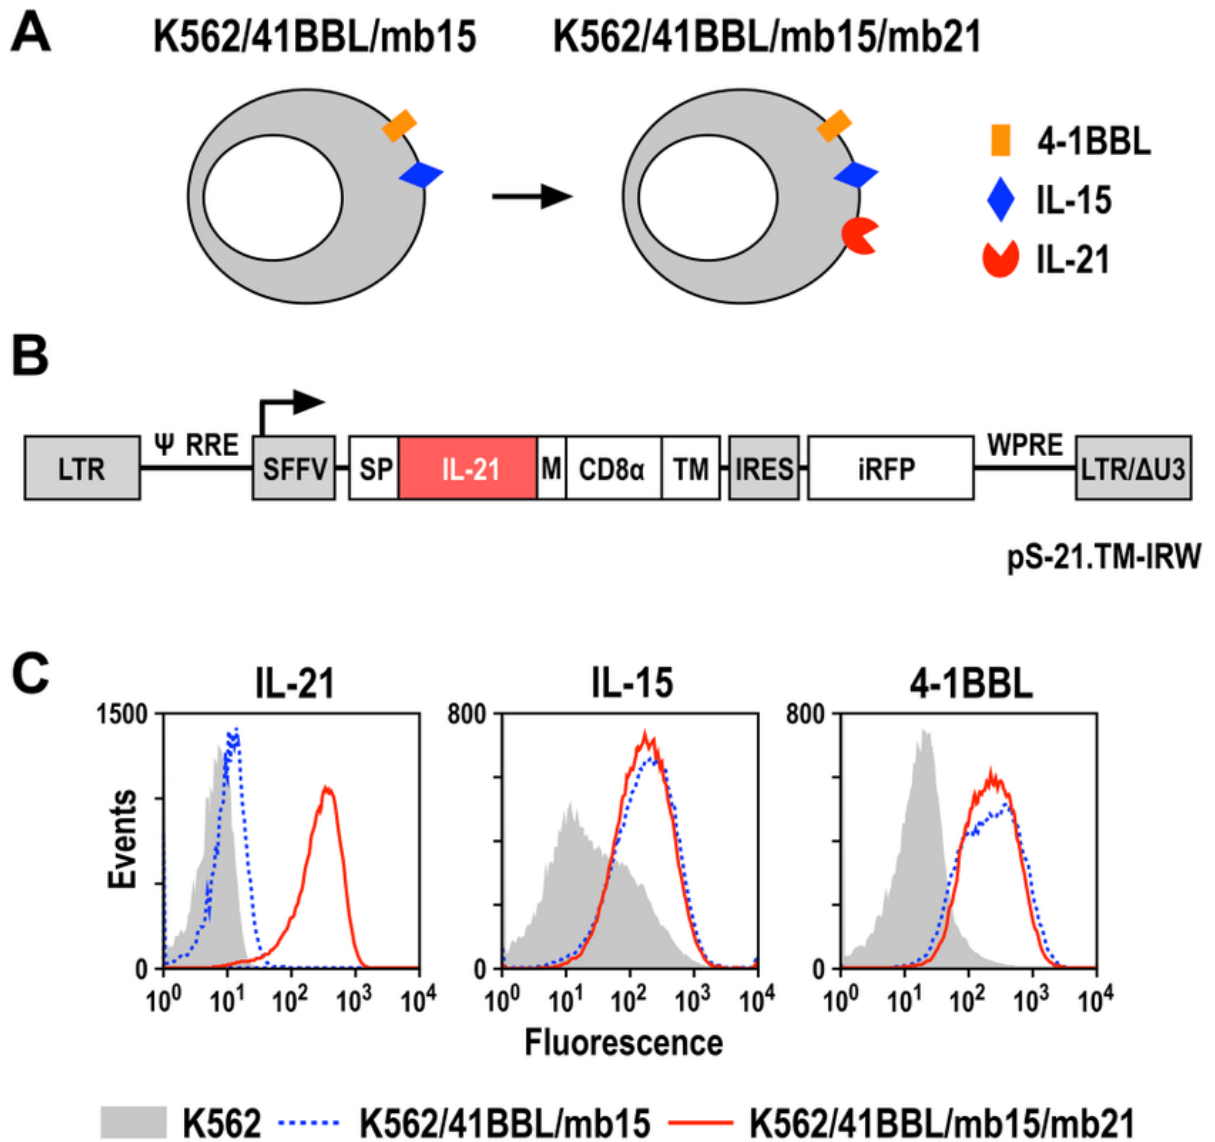 A
K562/41BBL/mb15 K562/41BBL/mb15/mb21
4-1BBL
IL-15
IL-21
B
LTR Ψ RRE SFFV SP IL-21 M CD8α TM IRES iRFP WPRE LTR/ΔU3
pS-21.TM-IRW
C
IL-21 IL-15 4-1BBL
1500 800 800
Events
0 0 0
10⁰ 10¹ 10² 10³ 10⁴ 10⁰ 10¹ 10² 10³ 10⁴ 10⁰ 10¹ 10² 10³ 10⁴
Fluorescence
K562 K562/41BBL/mb15 K562/41BBL/mb15/mb21